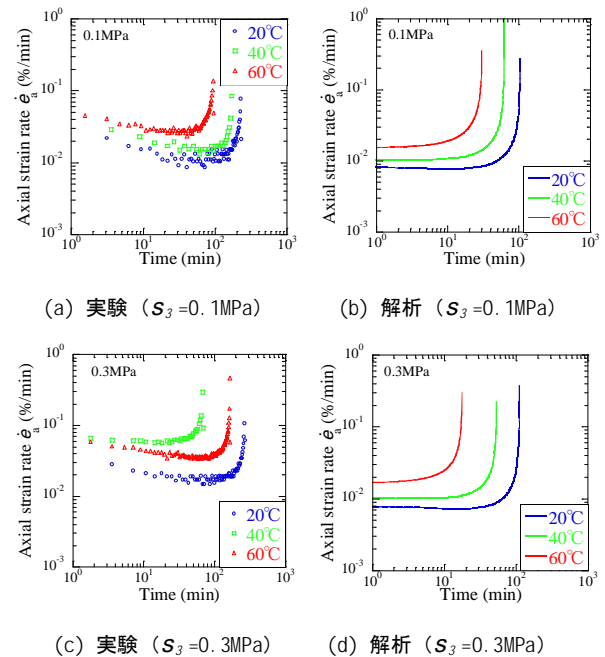 0.1MPa
20℃
40℃
60℃
Axial strain rate ė_a (%/min)
10^0
10^-1
10^-2
10^-3
10^0 10^1 10^2 10^3
Time (min)
(a) 実験 (s_3=0.1MPa)
0.1MPa
20℃
40℃
60℃
Axial strain rate ė_a (%/min)
10^0
10^-1
10^-2
10^-3
10^0 10^1 10^2 10^3
Time (min)
(b) 解析 (s_3=0.1MPa)
0.3MPa
20℃
40℃
60℃
Axial strain rate ė_a (%/min)
10^0
10^-1
10^-2
10^-3
10^0 10^1 10^2 10^3
Time (min)
(c) 実験 (s_3=0.3MPa)
0.3MPa
20℃
40℃
60℃
Axial strain rate ė_a (%/min)
10^0
10^-1
10^-2
10^-3
10^0 10^1 10^2 10^3
Time (min)
(d) 解析 (s_3=0.3MPa)